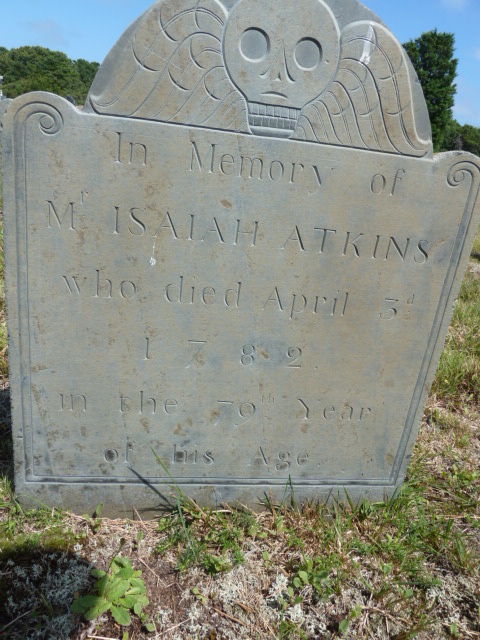 In Memory of
Mr ISAIAH ATKINS
who died April 3d
1782.
in the 79th Year
of his Age